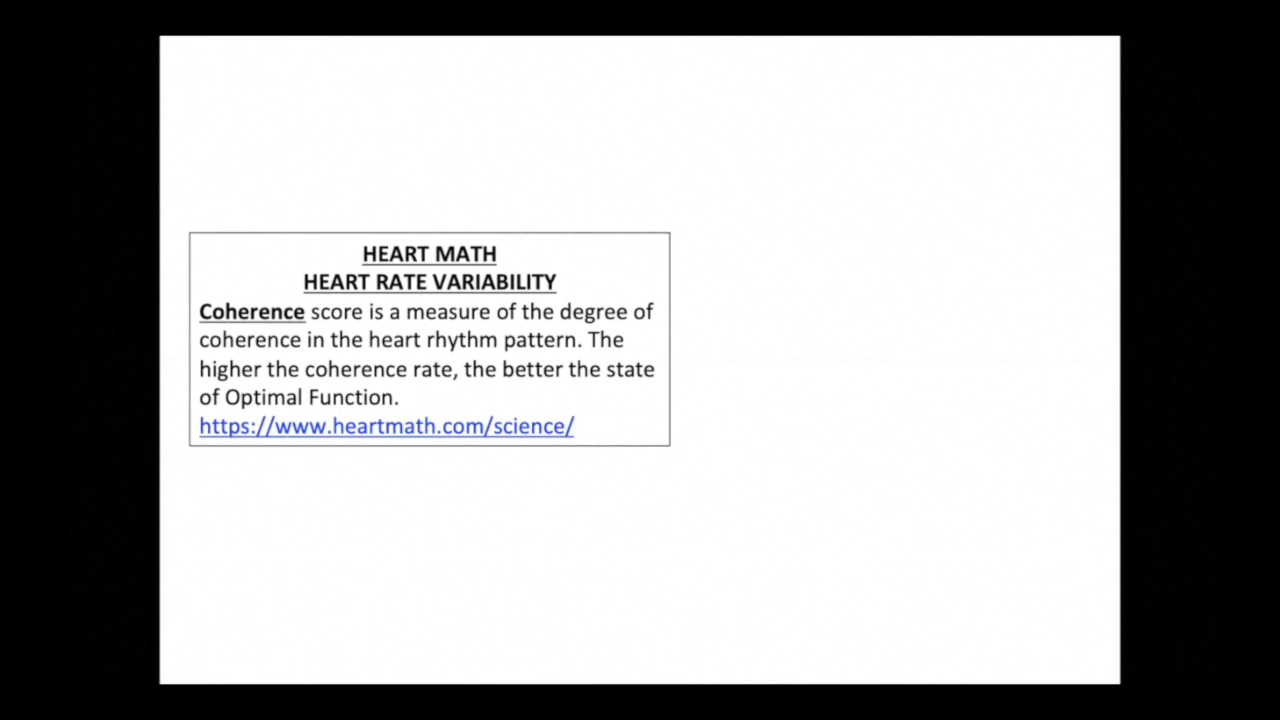 HEART MATH
HEART RATE VARIABILITY
Coherence score is a measure of the degree of
coherence in the heart rhythm pattern. The
higher the coherence rate, the better the state
of Optimal Function.
https://www.heartmath.com/science/